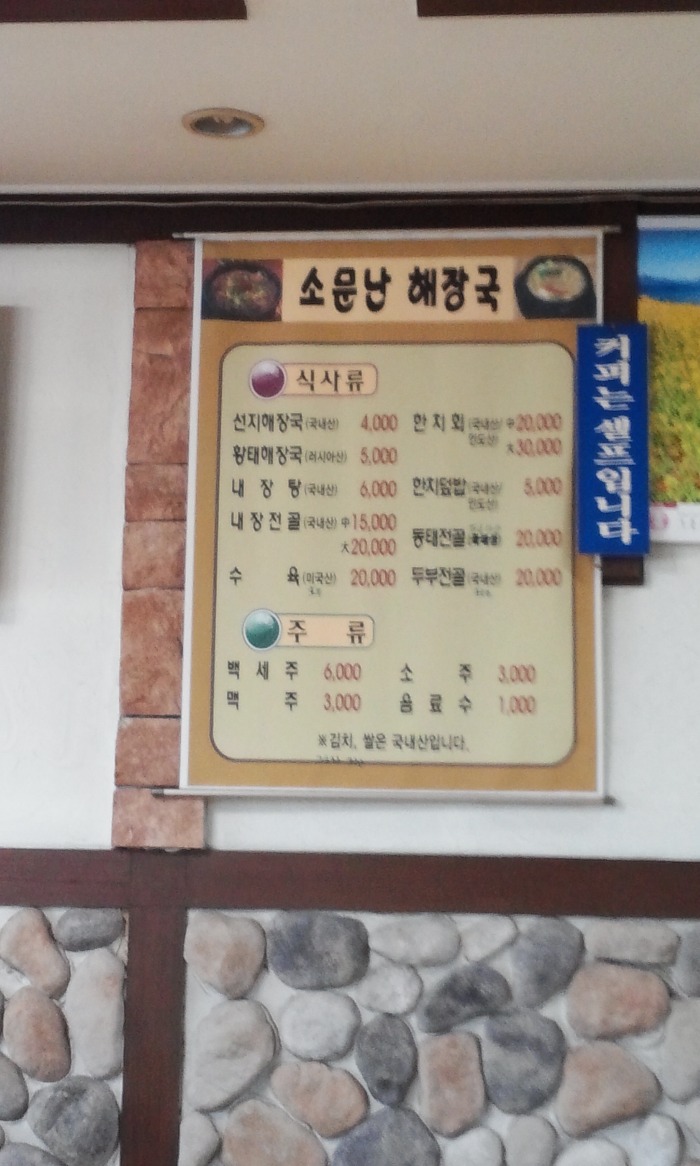 소문난 해장국
식사류
선지해장국(국내산) 4,000
황태해장국(러시아산) 5,000
내장탕(국내산) 6,000
내장전골(국내산) 中15,000
大20,000
수육(미국산) 20,000
한치회(국내산/인도산) 中20,000
大30,000
한치덮밥(국내산/인도산) 5,000
동태전골 20,000
두부전골(국내산) 20,000
주류
백세주 6,000
맥주 3,000
소주 3,000
음료수 1,000
※김치, 쌀은 국내산입니다.
커피는 셀프입니다